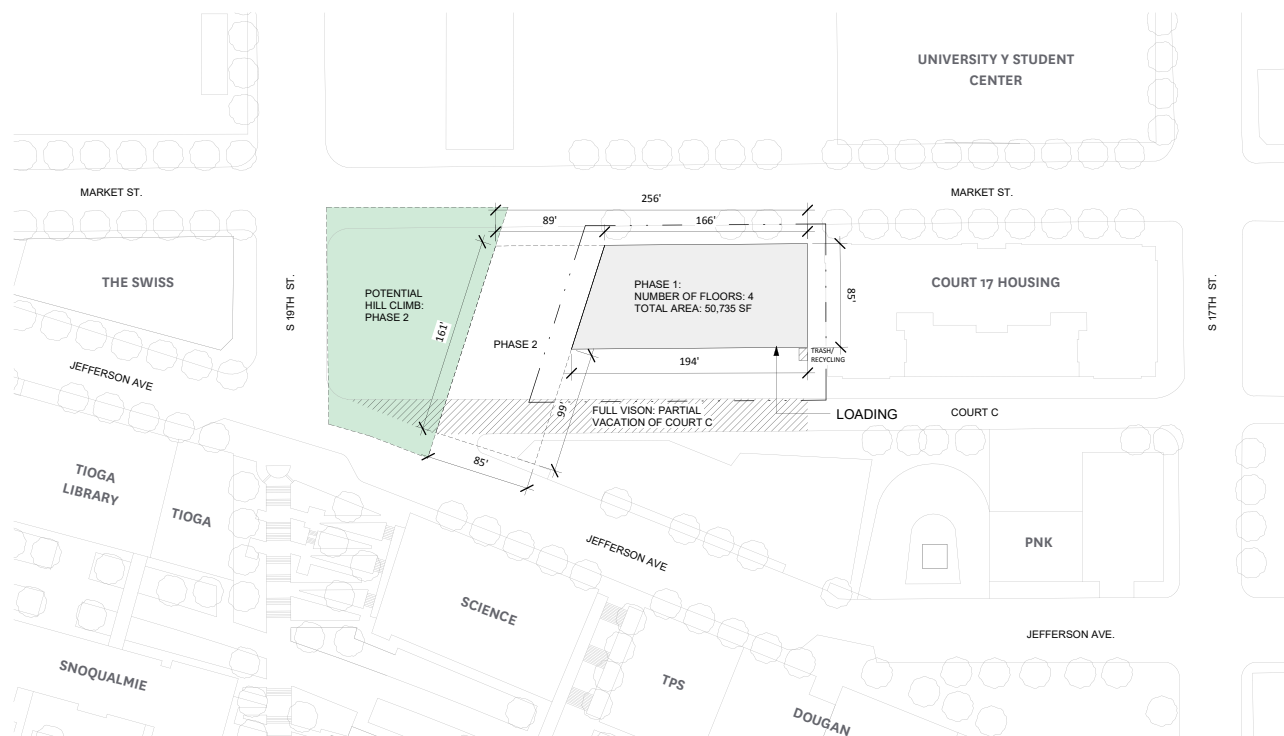 UNIVERSITY Y STUDENT
CENTER
MARKET ST.
MARKET ST.
256'
89'
166'
THE SWISS
S 19TH ST.
POTENTIAL
HILL CLIMB:
PHASE 2
161'
PHASE 2
PHASE 1:
NUMBER OF FLOORS: 4
TOTAL AREA: 50,735 SF
85'
COURT 17 HOUSING
S 17TH ST.
TRASH/
RECYCLING
194'
JEFFERSON AVE
99'
FULL VISON: PARTIAL
VACATION OF COURT C
LOADING
COURT C
85'
TIOGA
LIBRARY
TIOGA
JEFFERSON AVE
PNK
SCIENCE
JEFFERSON AVE.
SNOQUALMIE
TPS
DOUGAN